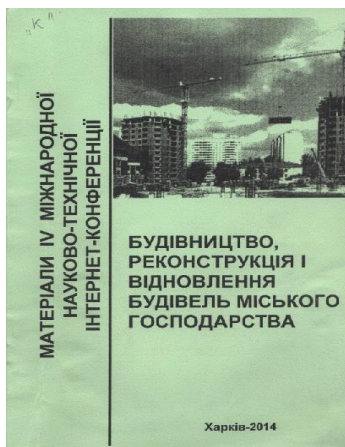 "К"
МАТЕРІАЛИ IV МІЖНАРОДНОЇ
НАУКОВО-ТЕХНІЧНОЇ
ІНТЕРНЕТ-КОНФЕРЕНЦІЇ
БУДІВНИЦТВО,
РЕКОНСТРУКЦІЯ І
ВІДНОВЛЕННЯ
БУДІВЕЛЬ МІСЬКОГО
ГОСПОДАРСТВА
Харків-2014